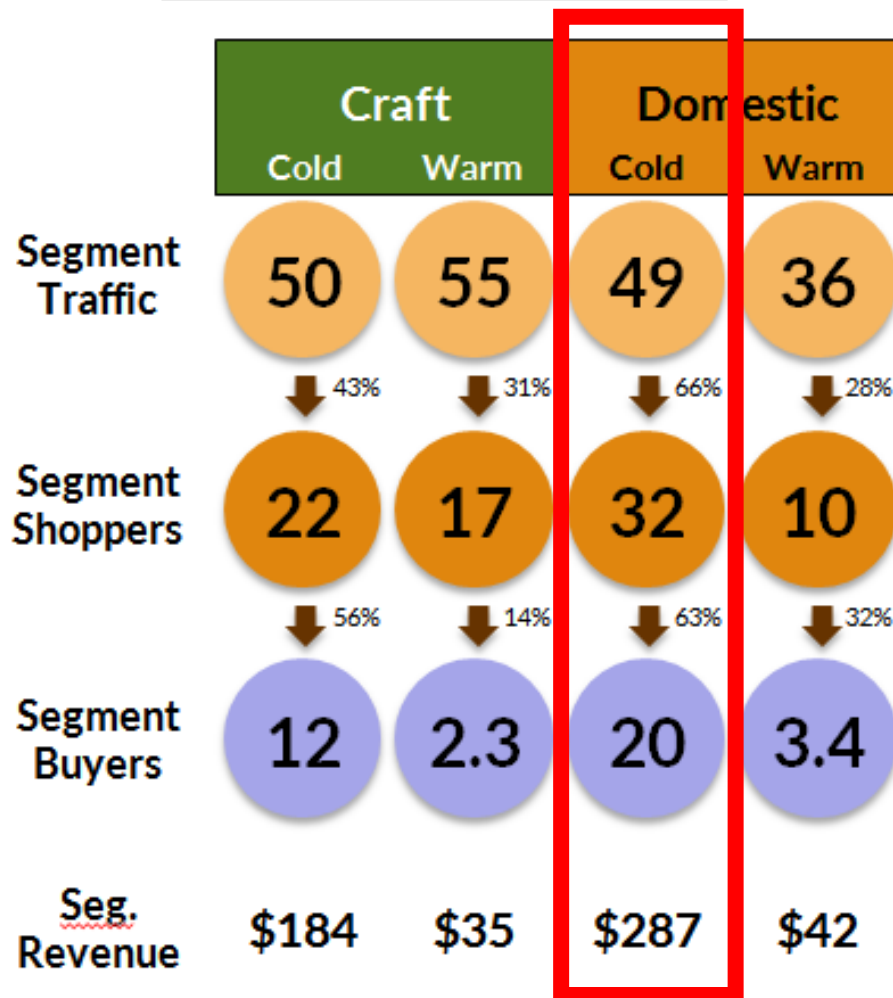 Craft Domestic
Cold Warm Cold Warm
Segment Traffic
50 55 49 36
43% 31% 66% 28%
Segment Shoppers
22 17 32 10
56% 14% 63% 32%
Segment Buyers
12 2.3 20 3.4
Seg. Revenue
$184 $35 $287 $42